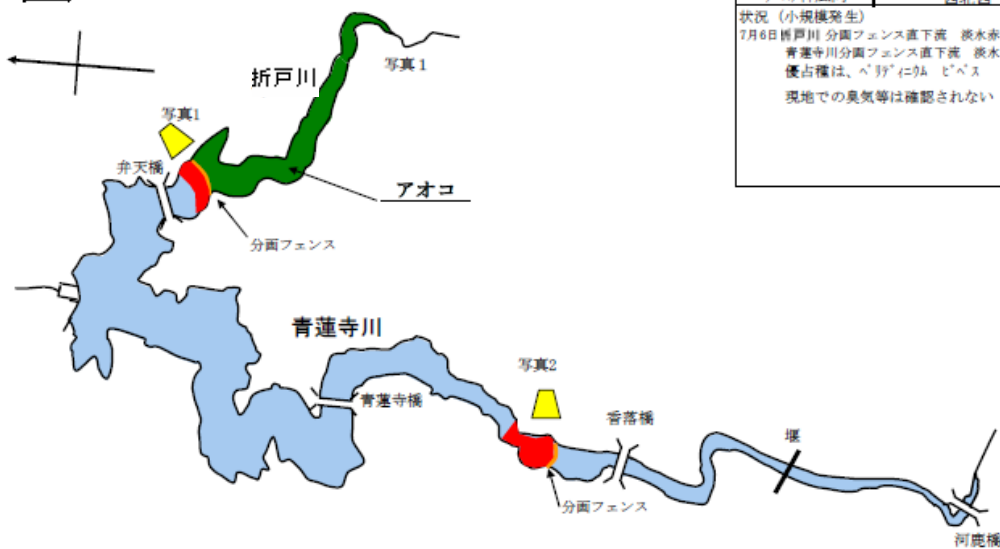 状況（小規模発生）
7月6日折戸川 分画フェンス直下流 淡水赤
青蓮寺川分画フェンス直下流 淡水
優占種は、ペリディニウム ビペス
現地での臭気等は確認されない
写真1
折戸川
写真1
弁天橋
アオコ
分画フェンス
青蓮寺川
写真2
青蓮寺橋
香落橋
堰
分画フェンス
河鹿橋